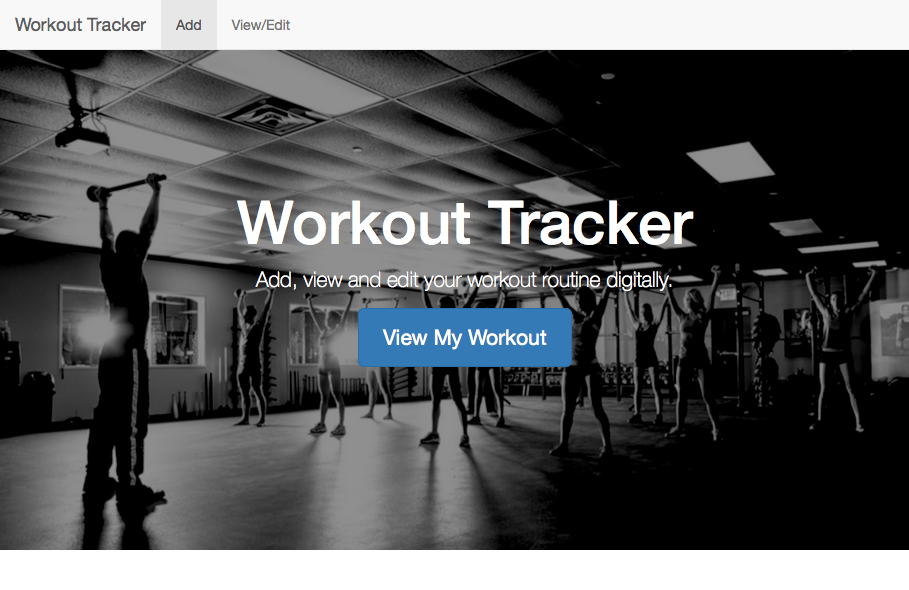 Workout Tracker Add View/Edit
Workout Tracker
Add, view and edit your workout routine digitally.
View My Workout